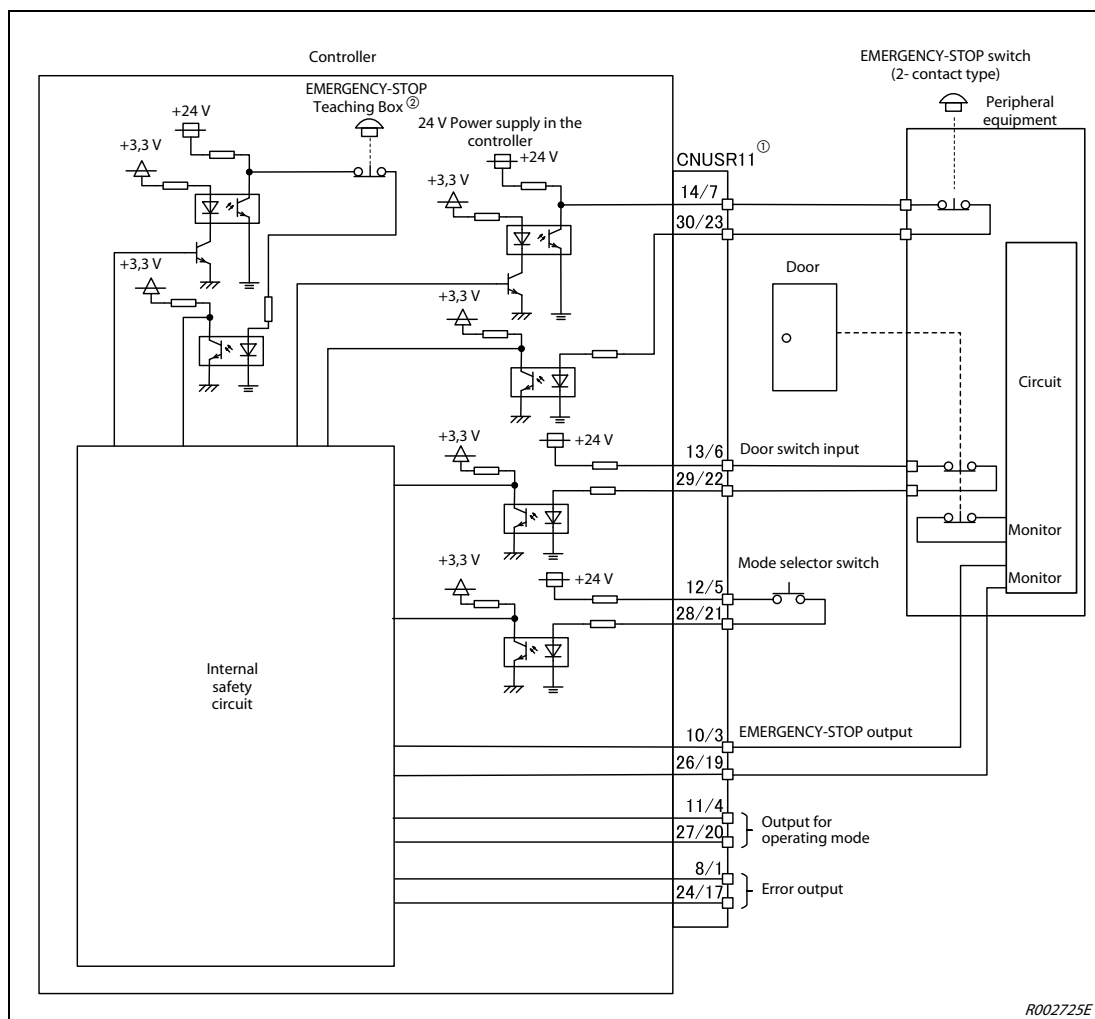 Controller
EMERGENCY-STOP switch
(2- contact type)
EMERGENCY-STOP
Teaching Box ②
Peripheral
equipment
+24 V
24 V Power supply in the
controller
+3,3 V
+24 V
CNUSR11 ①
+3,3 V
14/7
30/23
+3,3 V
Door
+3,3 V
Circuit
+3,3 V
+24 V
13/6
Door switch input
29/22
Monitor
+3,3 V
+24 V
12/5
Mode selector switch
Monitor
28/21
Internal
safety
circuit
10/3
EMERGENCY-STOP output
26/19
11/4
Output for
operating mode
27/20
8/1
Error output
24/17
R002725E